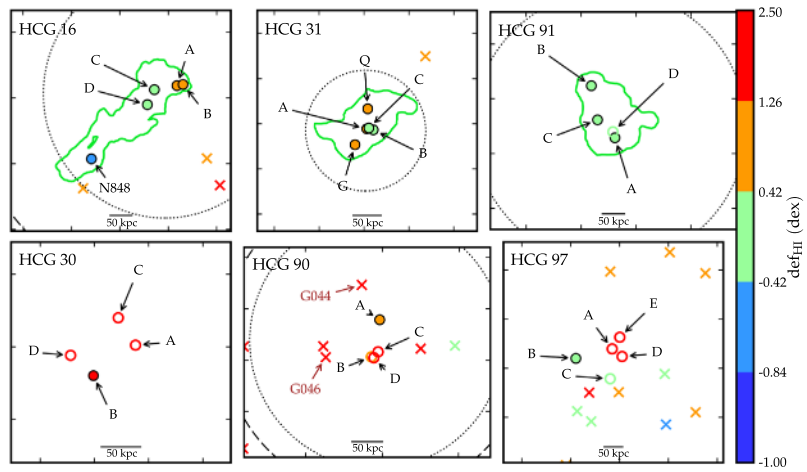 HCG 16
A
C
D
B
N848
50 kpc
HCG 31
Q
C
A
B
G
50 kpc
HCG 91
B
D
C
A
50 kpc
HCG 30
C
A
D
B
50 kpc
HCG 90
G044
A
C
B
D
G046
50 kpc
HCG 97
E
A
B
D
C
50 kpc
2.50
1.26
0.42
-0.42
-0.84
-1.00
defHI (dex)